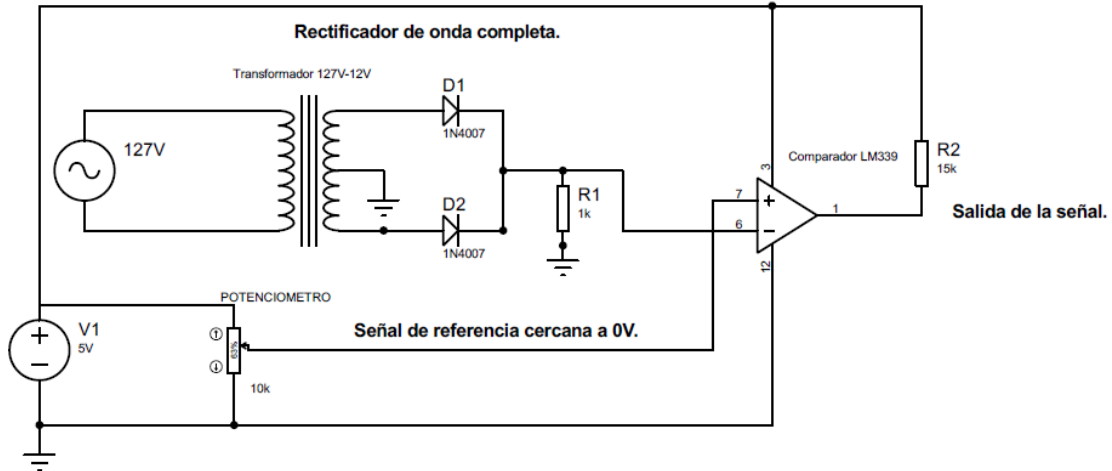 Rectificador de onda completa.
Transformador 127V-12V
D1
1N4007
127V
Comparador LM339
R2
15k
3
D2
1N4007
R1
1k
7
+
6
−
1
12
Salida de la señal.
POTENCIOMETRO
V1
5V
+
−
63%
10k
Señal de referencia cercana a 0V.